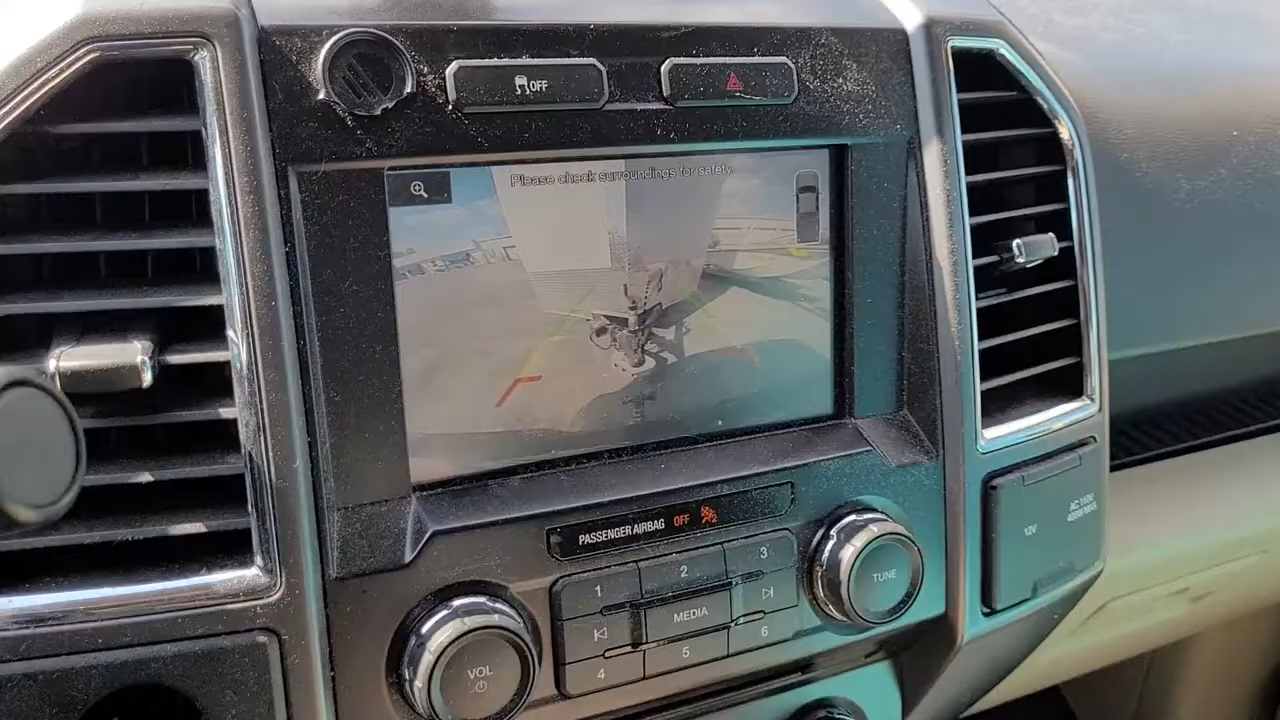 OFF
Please check surroundings for safety.
PASSENGER AIRBAG OFF 2
1
2
3
MEDIA
4
5
6
VOL
TUNE
12V
AC 110V
400W MAX